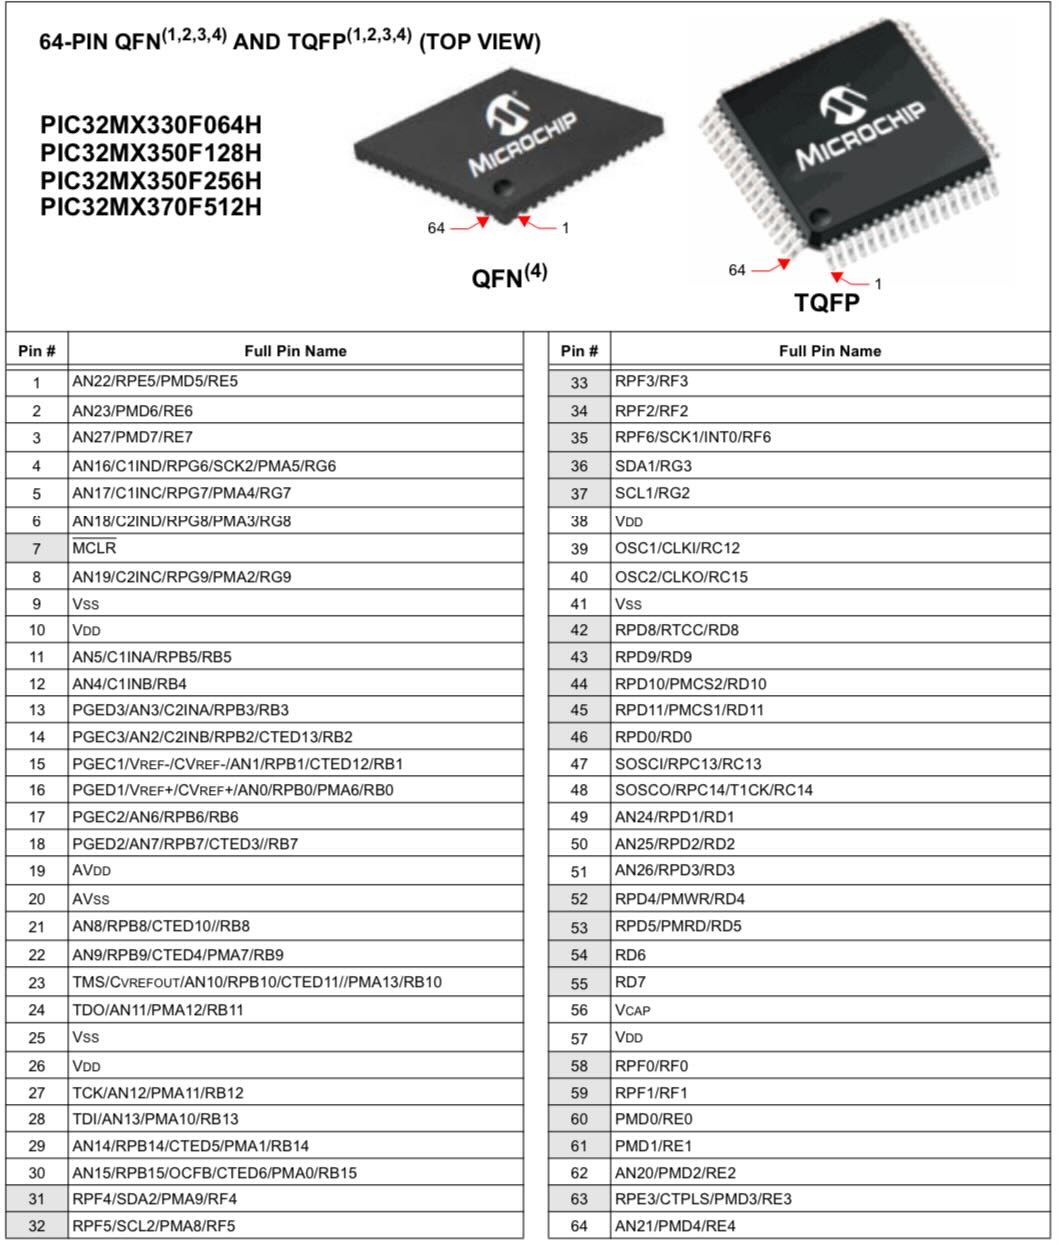 64-PIN QFN(1,2,3,4) AND TQFP(1,2,3,4) (TOP VIEW)
PIC32MX330F064H
PIC32MX350F128H
PIC32MX350F256H
PIC32MX370F512H
MICROCHIP
MICROCHIP
64
1
QFN(4)
64
1
TQFP
Pin # Full Pin Name
1 AN22/RPE5/PMD5/RE5
2 AN23/PMD6/RE6
3 AN27/PMD7/RE7
4 AN16/C1IND/RPG6/SCK2/PMA5/RG6
5 AN17/C1INC/RPG7/PMA4/RG7
6 AN18/C2IND/RPG8/PMA3/RG8
7 MCLR
8 AN19/C2INC/RPG9/PMA2/RG9
9 VSS
10 VDD
11 AN5/C1INA/RPB5/RB5
12 AN4/C1INB/RB4
13 PGED3/AN3/C2INA/RPB3/RB3
14 PGEC3/AN2/C2INB/RPB2/CTED13/RB2
15 PGEC1/VREF-/CVREF-/AN1/RPB1/CTED12/RB1
16 PGED1/VREF+/CVREF+/AN0/RPB0/PMA6/RB0
17 PGEC2/AN6/RPB6/RB6
18 PGED2/AN7/RPB7/CTED3//RB7
19 AVDD
20 AVSS
21 AN8/RPB8/CTED10//RB8
22 AN9/RPB9/CTED4/PMA7/RB9
23 TMS/CVREFOUT/AN10/RPB10/CTED11//PMA13/RB10
24 TDO/AN11/PMA12/RB11
25 VSS
26 VDD
27 TCK/AN12/PMA11/RB12
28 TDI/AN13/PMA10/RB13
29 AN14/RPB14/CTED5/PMA1/RB14
30 AN15/RPB15/OCFB/CTED6/PMA0/RB15
31 RPF4/SDA2/PMA9/RF4
32 RPF5/SCL2/PMA8/RF5
Pin # Full Pin Name
33 RPF3/RF3
34 RPF2/RF2
35 RPF6/SCK1/INT0/RF6
36 SDA1/RG3
37 SCL1/RG2
38 VDD
39 OSC1/CLKI/RC12
40 OSC2/CLKO/RC15
41 VSS
42 RPD8/RTCC/RD8
43 RPD9/RD9
44 RPD10/PMCS2/RD10
45 RPD11/PMCS1/RD11
46 RPD0/RD0
47 SOSCI/RPC13/RC13
48 SOSCO/RPC14/T1CK/RC14
49 AN24/RPD1/RD1
50 AN25/RPD2/RD2
51 AN26/RPD3/RD3
52 RPD4/PMWR/RD4
53 RPD5/PMRD/RD5
54 RD6
55 RD7
56 VCAP
57 VDD
58 RPF0/RF0
59 RPF1/RF1
60 PMD0/RE0
61 PMD1/RE1
62 AN20/PMD2/RE2
63 RPE3/CTPLS/PMD3/RE3
64 AN21/PMD4/RE4